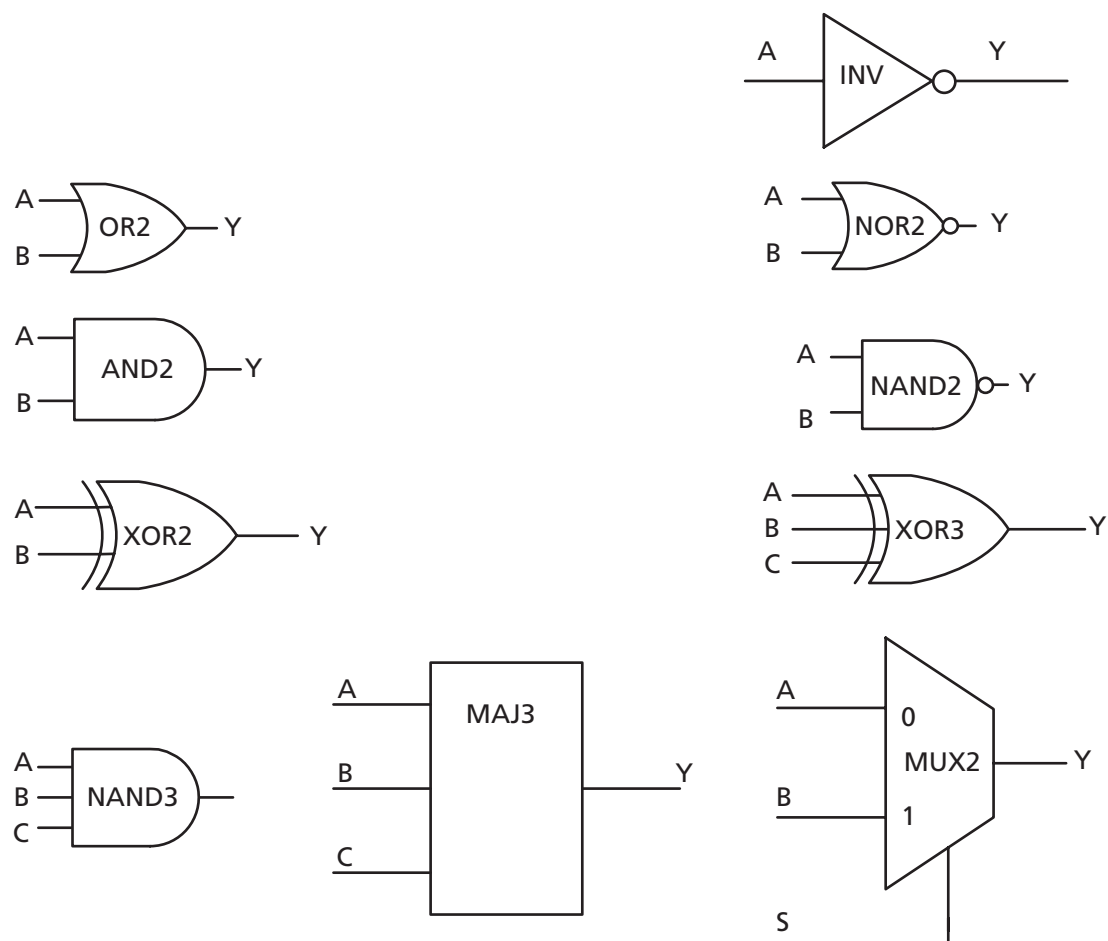 A INV Y
A OR2 Y
B
A NOR2 Y
B
A AND2 Y
B
A NAND2 Y
B
A XOR2 Y
B
A XOR3 Y
B
C
A
B NAND3
C
A MAJ3
B Y
C
A 0
MUX2 Y
B 1
S